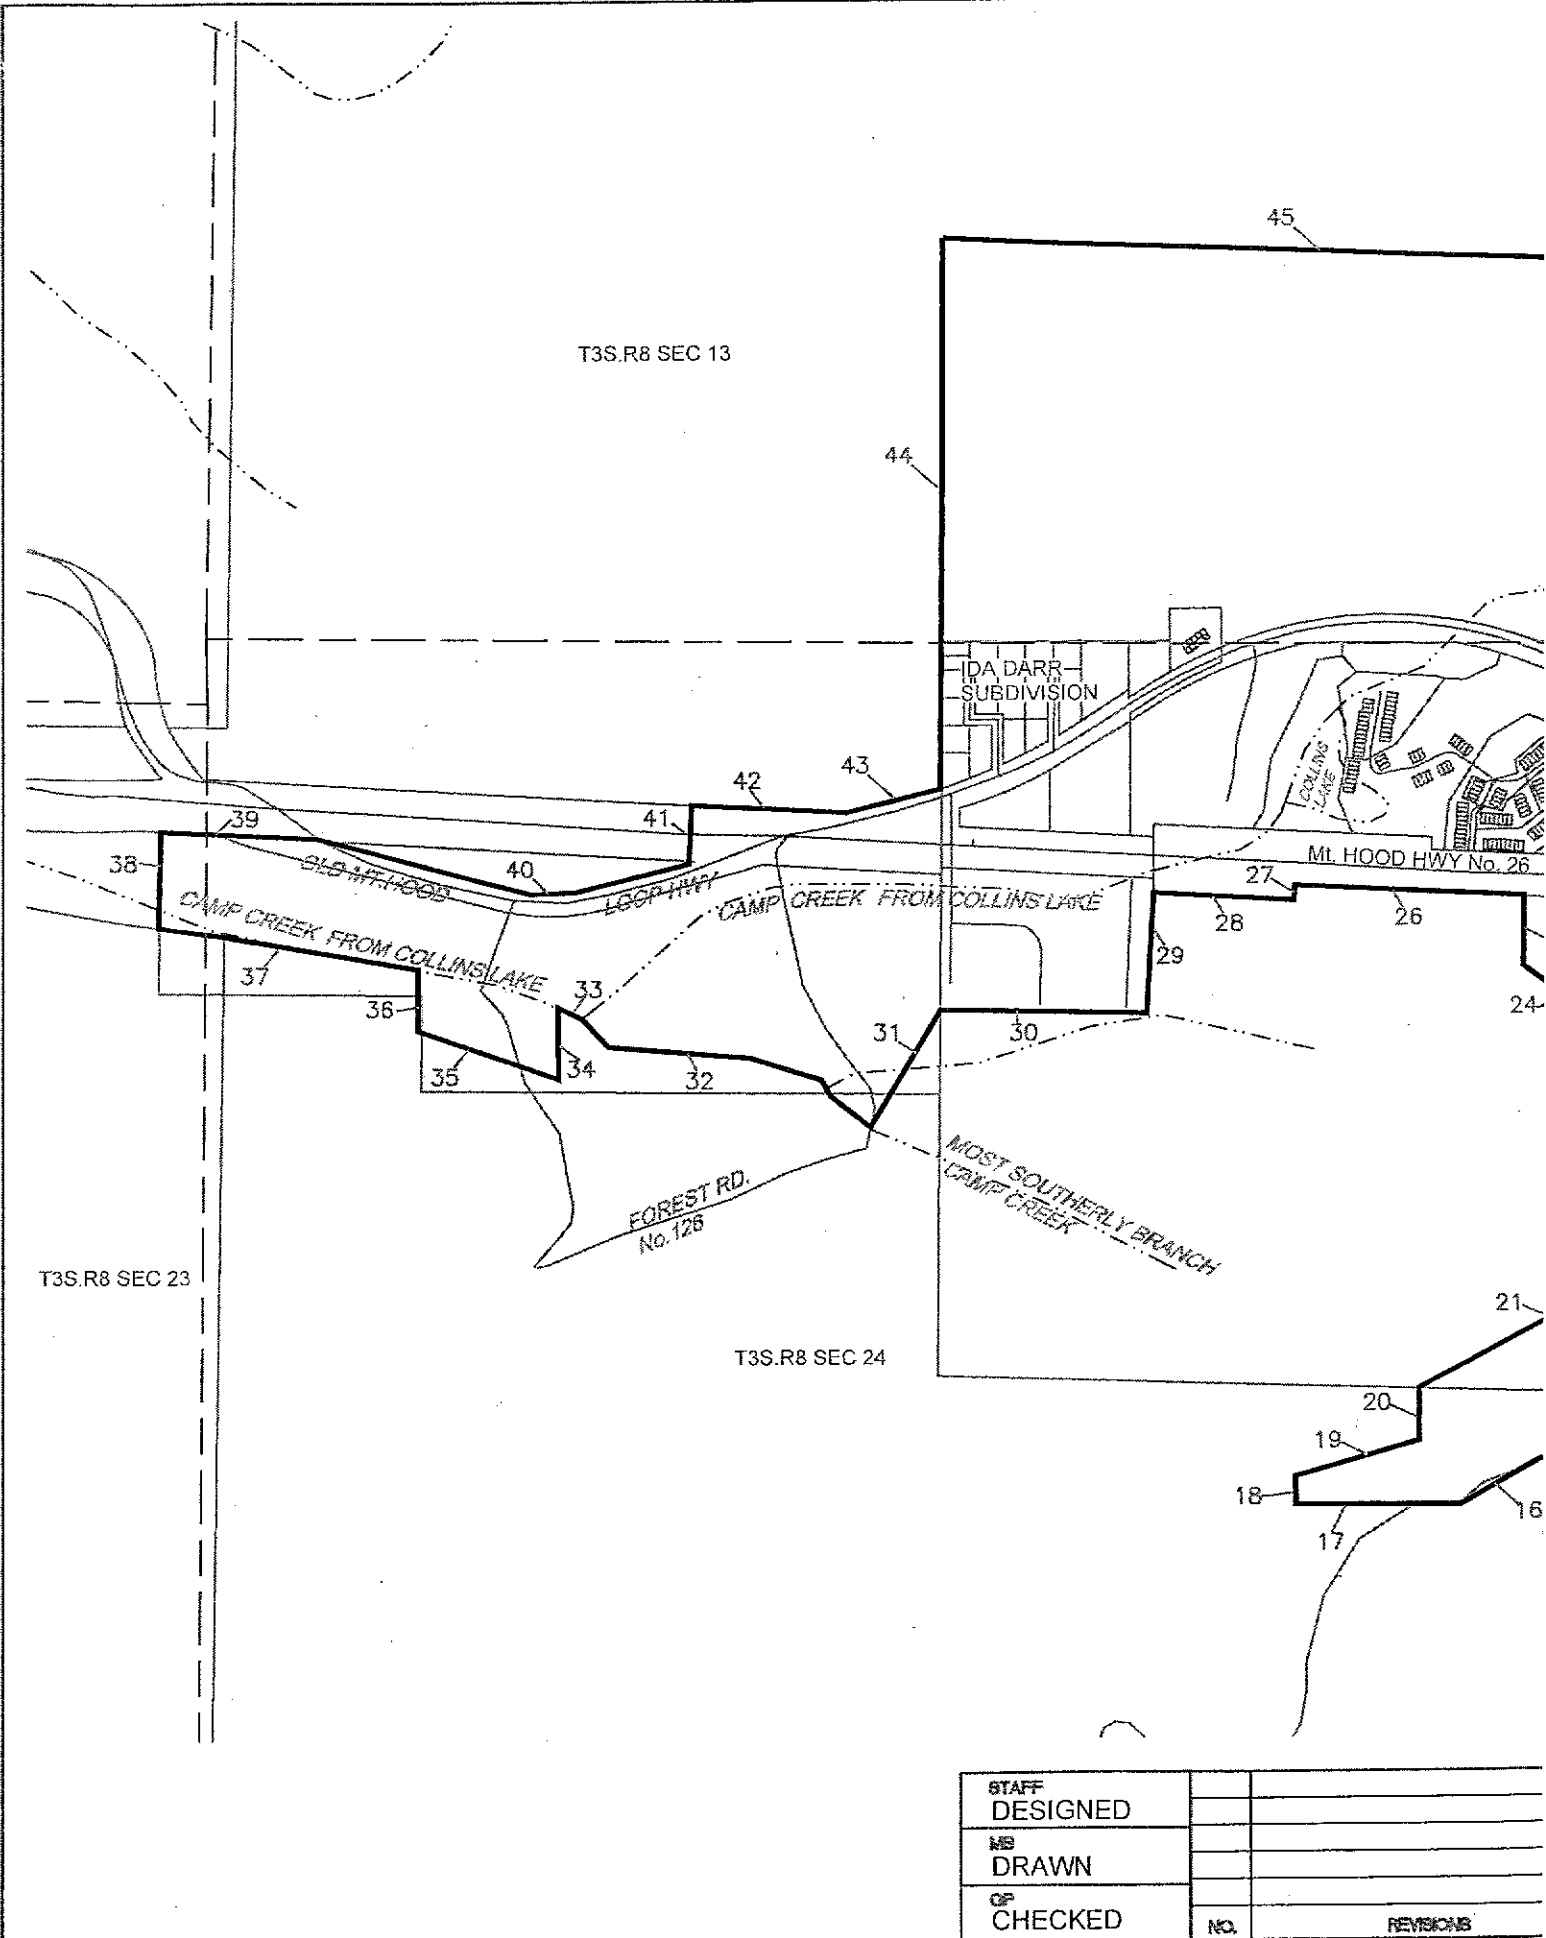 45
T3S.R8 SEC 13
44
IDA DARR
SUBDIVISION
COLLINS
LAKE
43
42
41
39
38
40
OLD MT. HOOD
LOOP HWY
Mt. HOOD HWY No. 26
27
28
26
29
CAMP CREEK FROM COLLINS LAKE
CAMP CREEK FROM COLLINS LAKE
37
36
33
31
30
24
35
34
32
MOST SOUTHERLY BRANCH
CAMP CREEK
FOREST RD.
No. 126
T3S.R8 SEC 23
21
T3S.R8 SEC 24
20
19
18
16
17
STAFF
DESIGNED
MB
DRAWN
GP
CHECKED
NO.
REVISIONS